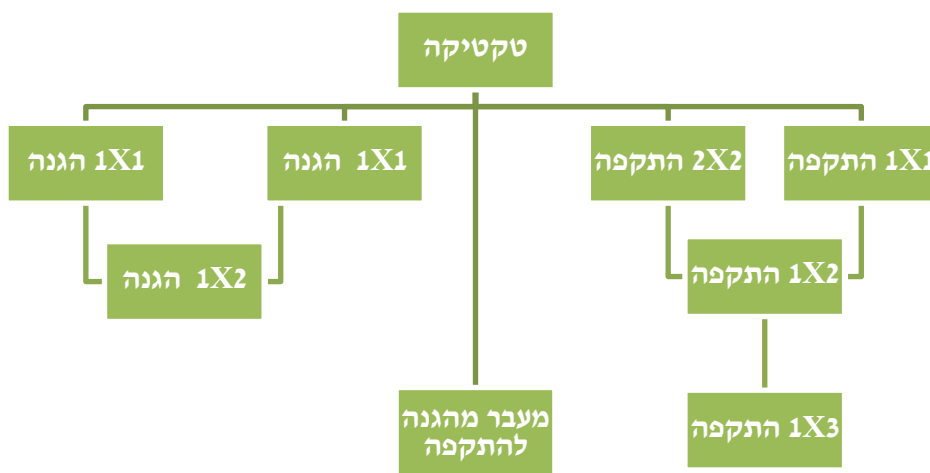 טקטיקה
1X1 התקפה
2X2 התקפה
1X1 הגנה
1X1 הגנה
1X2 התקפה
1X2 הגנה
1X3 התקפה
מעבר מהגנה
להתקפה